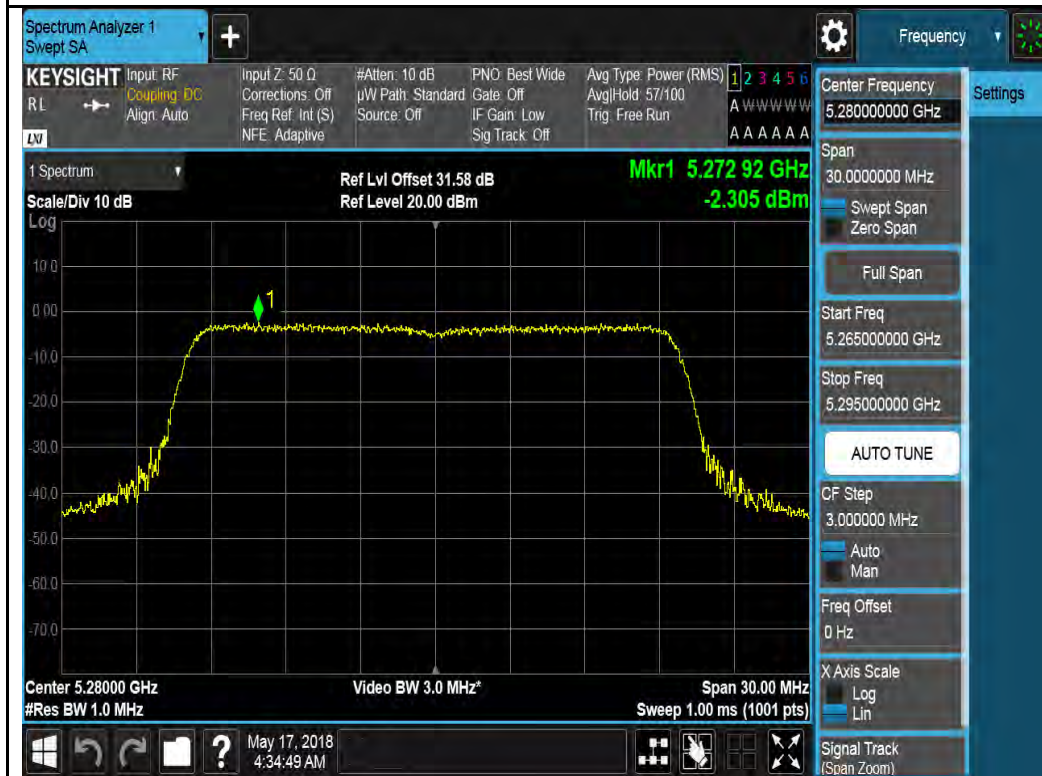 Spectrum Analyzer 1
Swept SA
+
Frequency
KEYSIGHT
RL
LXI
Input: RF
Coupling: DC
Align: Auto
Input Z: 50 Ω
Corrections: Off
Freq Ref: Int (S)
NFE: Adaptive
#Atten: 10 dB
µW Path: Standard
Source: Off
PNO: Best Wide
Gate: Off
IF Gain: Low
Sig Track: Off
Avg Type: Power (RMS)
Avg|Hold: 57/100
Trig: Free Run
1 2 3 4 5 6
A W W W W W
A A A A A A
1 Spectrum
Scale/Div 10 dB
Log
Ref Lvl Offset 31.58 dB
Ref Level 20.00 dBm
Mkr1 5.272 92 GHz
-2.305 dBm
10.0
0.00
-10.0
-20.0
-30.0
-40.0
-50.0
-60.0
-70.0
1
Center 5.28000 GHz
#Res BW 1.0 MHz
Video BW 3.0 MHz*
Span 30.00 MHz
Sweep 1.00 ms (1001 pts)
?
May 17, 2018
4:34:49 AM
Center Frequency
5.280000000 GHz
Span
30.0000000 MHz
Swept Span
Zero Span
Full Span
Start Freq
5.265000000 GHz
Stop Freq
5.295000000 GHz
AUTO TUNE
CF Step
3.000000 MHz
Auto
Man
Freq Offset
0 Hz
X Axis Scale
Log
Lin
Signal Track
(Span Zoom)
Settings